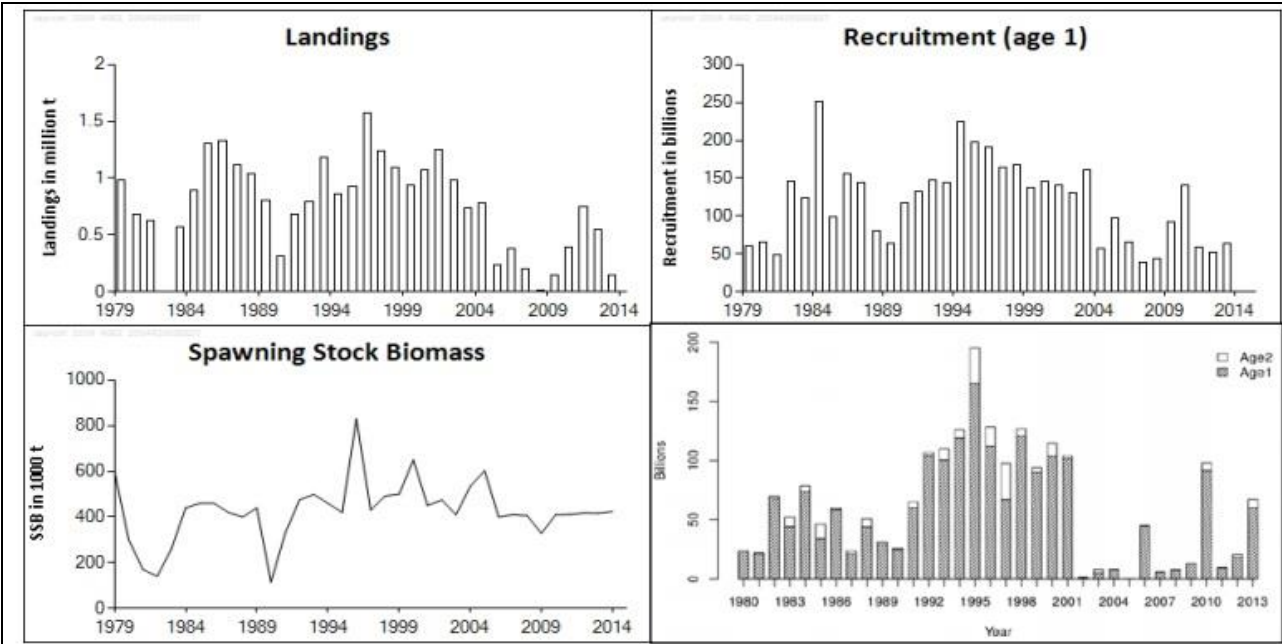 Landings
Landings in million t
2
1.5
1
0.5
0
1979 1984 1989 1994 1999 2004 2009 2014
Recruitment (age 1)
Recruitment in billions
300
250
200
150
100
50
0
1979 1984 1989 1994 1999 2004 2009 2014
Spawning Stock Biomass
SSB in 1000 t
1000
800
600
400
200
0
1979 1984 1989 1994 1999 2004 2009 2014
Billions
200
150
100
50
0
Age2
Age1
1980 1983 1986 1989 1992 1995 1998 2001 2004 2007 2010 2013
Year